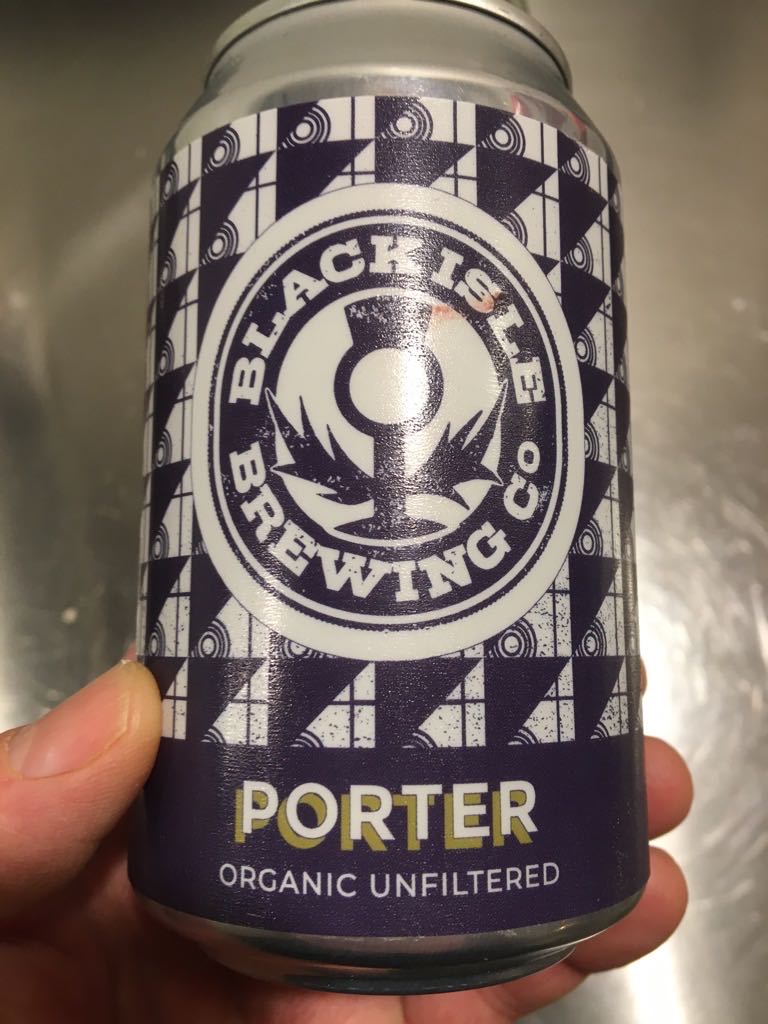 BLACK ISLE
BREWING CO
PORTER
ORGANIC UNFILTERED